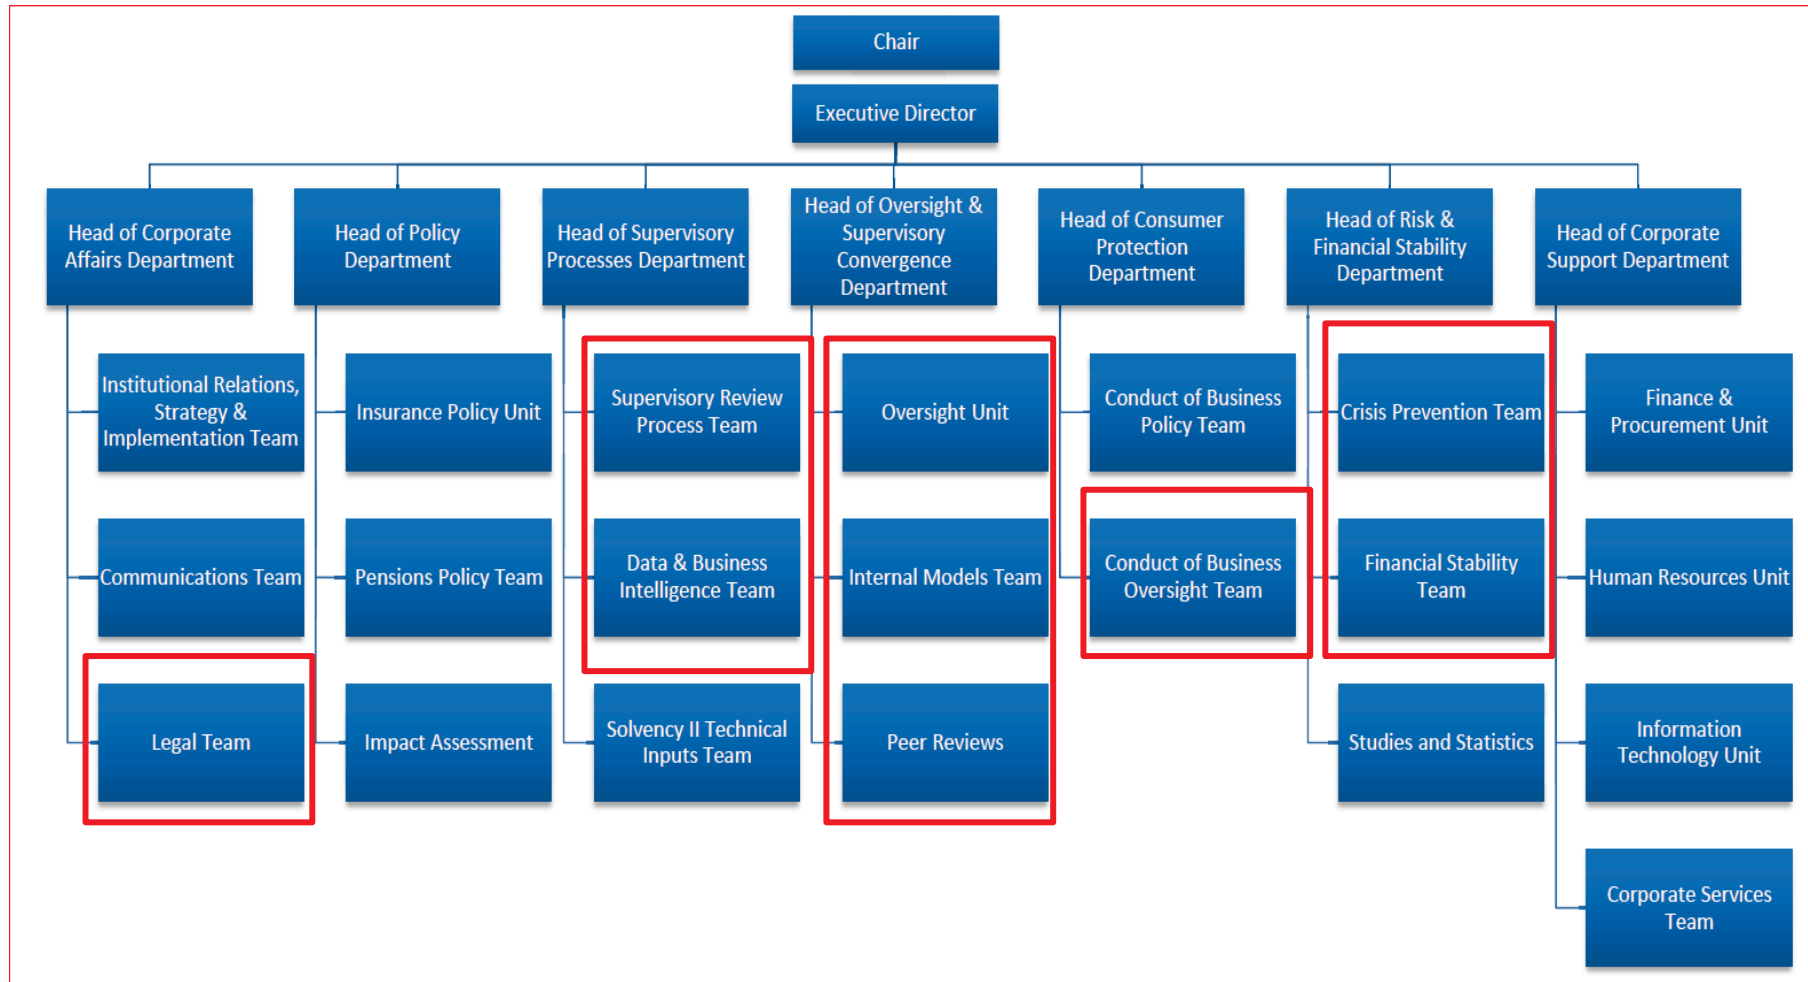 Chair
Executive Director
Head of Corporate
Affairs Department
Head of Policy
Department
Head of Supervisory
Processes Department
Head of Oversight &
Supervisory
Convergence
Department
Head of Consumer
Protection
Department
Head of Risk &
Financial Stability
Department
Head of Corporate
Support Department
Institutional Relations,
Strategy &
Implementation Team
Insurance Policy Unit
Supervisory Review
Process Team
Oversight Unit
Conduct of Business
Policy Team
Crisis Prevention Team
Finance &
Procurement Unit
Communications Team
Pensions Policy Team
Data & Business
Intelligence Team
Internal Models Team
Conduct of Business
Oversight Team
Financial Stability
Team
Human Resources Unit
Legal Team
Impact Assessment
Solvency II Technical
Inputs Team
Peer Reviews
Studies and Statistics
Information
Technology Unit
Corporate Services
Team